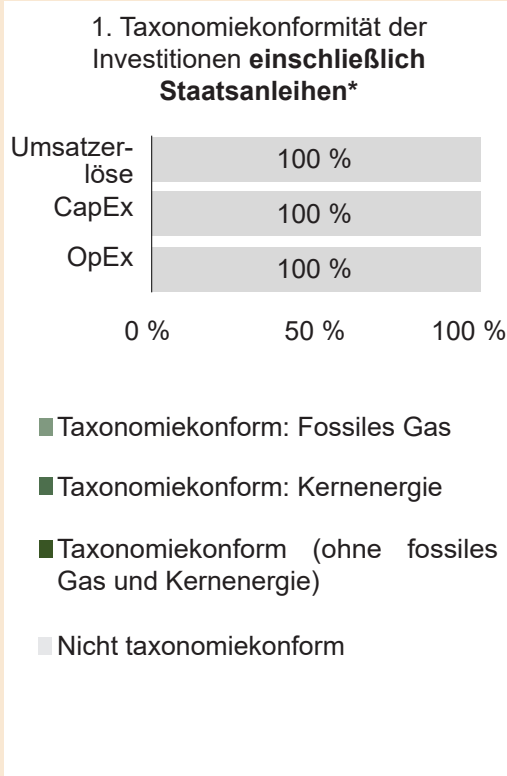 1. Taxonomiekonformität der
Investitionen einschließlich
Staatsanleihen*
Umsatzer-
löse
100 %
CapEx
100 %
OpEx
100 %
0 % 50 % 100 %
Taxonomiekonform: Fossiles Gas
Taxonomiekonform: Kernenergie
Taxonomiekonform (ohne fossiles
Gas und Kernenergie)
Nicht taxonomiekonform